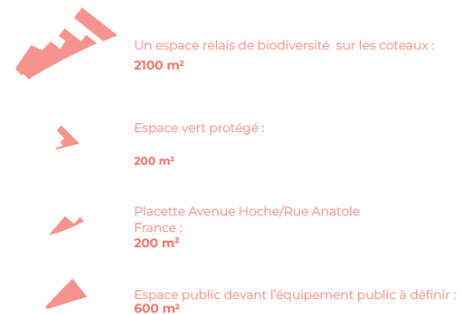 Un espace relais de biodiversité sur les coteaux :
2100 m²
Espace vert protégé :
200 m²
Placette Avenue Hoche/Rue Anatole
France :
200 m²
Espace public devant l'équipement public à définir :
600 m²